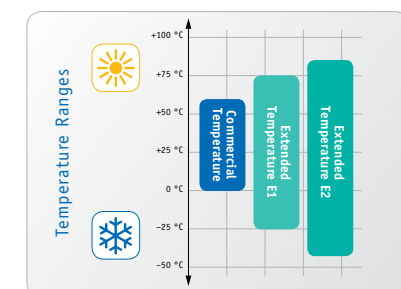 Temperature Ranges
+100 °C
+75 °C
+50 °C
+25 °C
0 °C
−25 °C
−50 °C
Commercial
Temperature
Extended
Temperature E1
Extended
Temperature E2